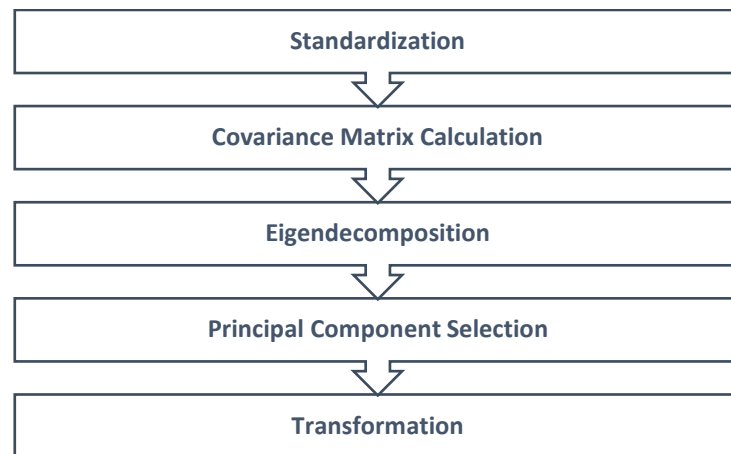 Standardization
Covariance Matrix Calculation
Eigendecomposition
Principal Component Selection
Transformation